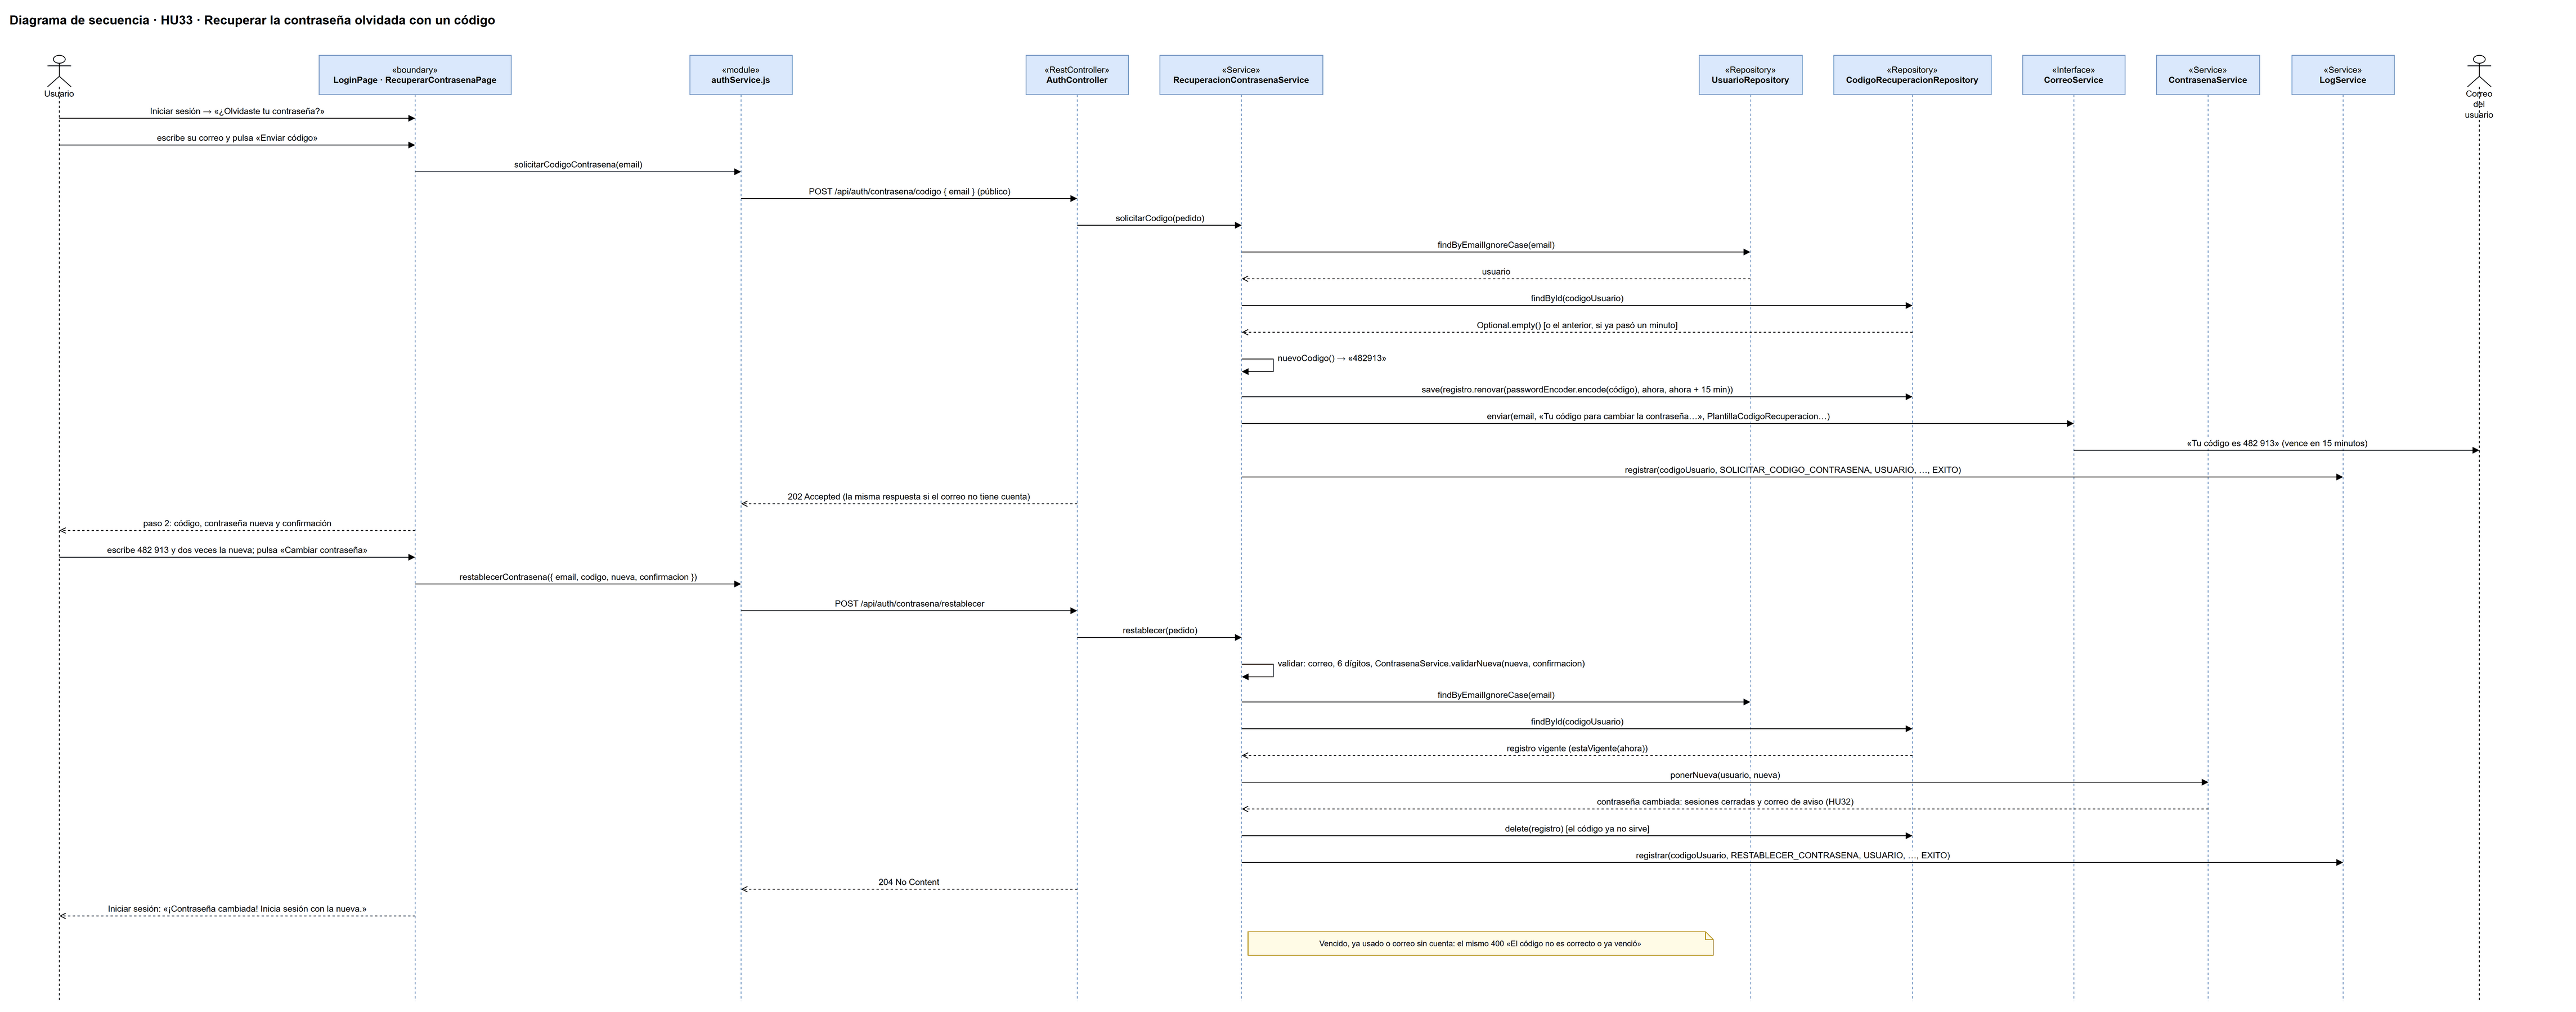 Diagrama de secuencia · HU33 · Recuperar la contraseña olvidada con un código
Usuario
«boundary»
LoginPage · RecuperarContrasenaPage
«module»
authService.js
«RestController»
AuthController
«Service»
RecuperacionContrasenaService
«Repository»
UsuarioRepository
«Repository»
CodigoRecuperacionRepository
«Interface»
CorreoService
«Service»
ContrasenaService
«Service»
LogService
Correo
del
usuario
Iniciar sesión → «¿Olvidaste tu contraseña?»
escribe su correo y pulsa «Enviar código»
solicitarCodigoContrasena(email)
POST /api/auth/contrasena/codigo { email } (público)
solicitarCodigo(pedido)
findByEmailIgnoreCase(email)
usuario
findById(codigoUsuario)
Optional.empty() [o el anterior, si ya pasó un minuto]
nuevoCodigo() → «482913»
save(registro.renovar(passwordEncoder.encode(código), ahora, ahora + 15 min))
enviar(email, «Tu código para cambiar la contraseña…», PlantillaCodigoRecuperacion…)
«Tu código es 482 913» (vence en 15 minutos)
registrar(codigoUsuario, SOLICITAR_CODIGO_CONTRASENA, USUARIO, …, EXITO)
202 Accepted (la misma respuesta si el correo no tiene cuenta)
paso 2: código, contraseña nueva y confirmación
escribe 482 913 y dos veces la nueva; pulsa «Cambiar contraseña»
restablecerContrasena({ email, codigo, nueva, confirmacion })
POST /api/auth/contrasena/restablecer
restablecer(pedido)
validar: correo, 6 dígitos, ContrasenaService.validarNueva(nueva, confirmacion)
findByEmailIgnoreCase(email)
findById(codigoUsuario)
registro vigente (estaVigente(ahora))
ponerNueva(usuario, nueva)
contraseña cambiada: sesiones cerradas y correo de aviso (HU32)
delete(registro) [el código ya no sirve]
registrar(codigoUsuario, RESTABLECER_CONTRASENA, USUARIO, …, EXITO)
204 No Content
Iniciar sesión: «¡Contraseña cambiada! Inicia sesión con la nueva.»
Vencido, ya usado o correo sin cuenta: el mismo 400 «El código no es correcto o ya venció»